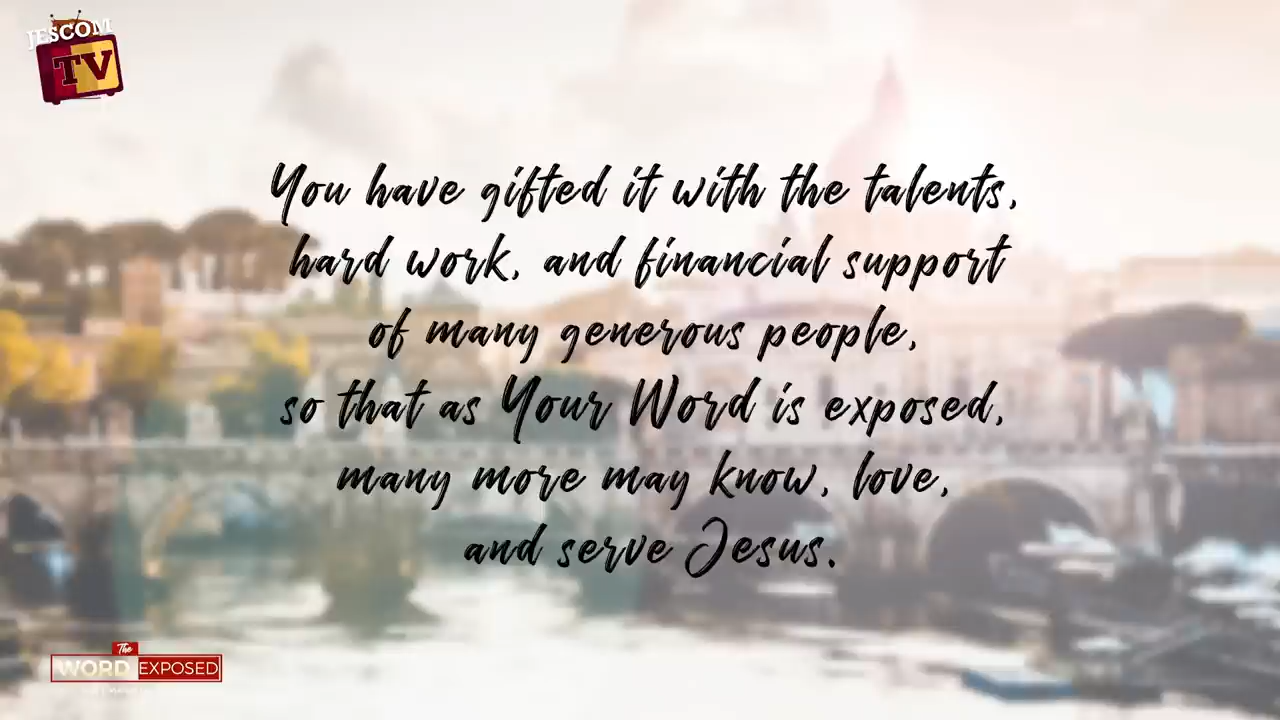 JESCOM
TV
You have gifted it with the talents,
hard work, and financial support
of many generous people,
so that as Your Word is exposed,
many more may know, love,
and serve Jesus.
The
WORD EXPOSED